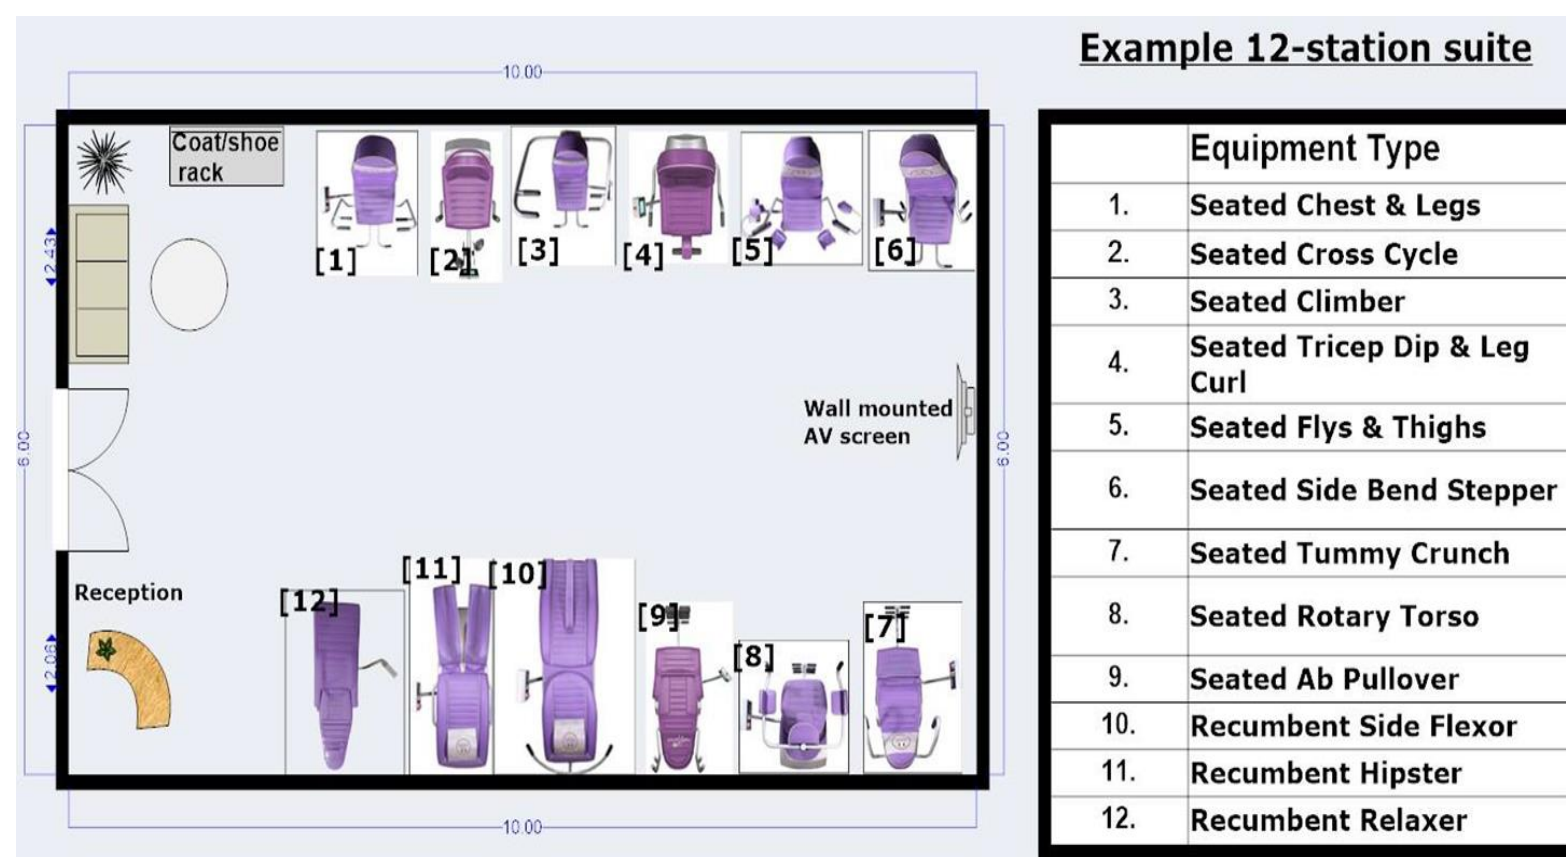 Example 12-station suite
10.00
Coat/shoe
rack
[1]
[2]
[3]
[4]
[5]
[6]
2.43
6.00
6.00
Wall mounted
AV screen
Reception
2.06
[12]
[11]
[10]
[9]
[8]
[7]
10.00
Equipment Type
1. Seated Chest & Legs
2. Seated Cross Cycle
3. Seated Climber
4. Seated Tricep Dip & Leg
Curl
5. Seated Flys & Thighs
6. Seated Side Bend Stepper
7. Seated Tummy Crunch
8. Seated Rotary Torso
9. Seated Ab Pullover
10. Recumbent Side Flexor
11. Recumbent Hipster
12. Recumbent Relaxer